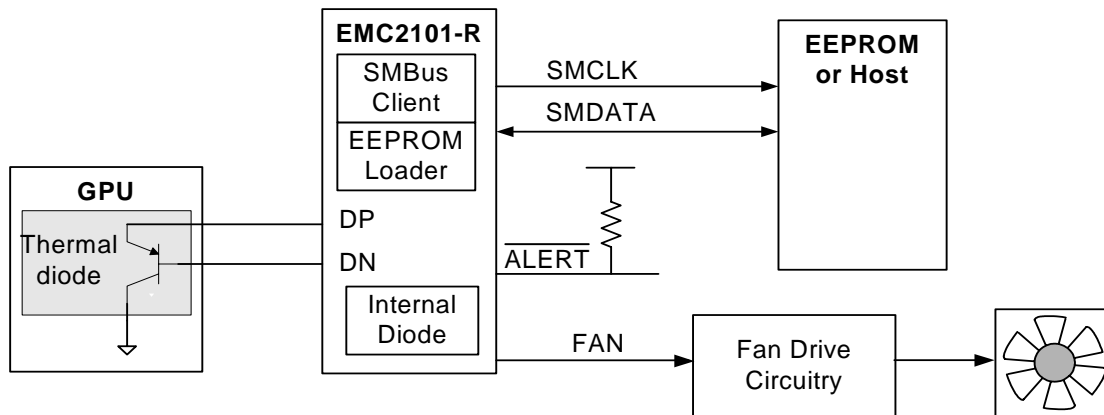 EMC2101-R
SMBus
Client
EEPROM
Loader
DP
DN
Internal
Diode
GPU
Thermal
diode
SMCLK
SMDATA
ALERT
FAN
EEPROM
or Host
Fan Drive
Circuitry